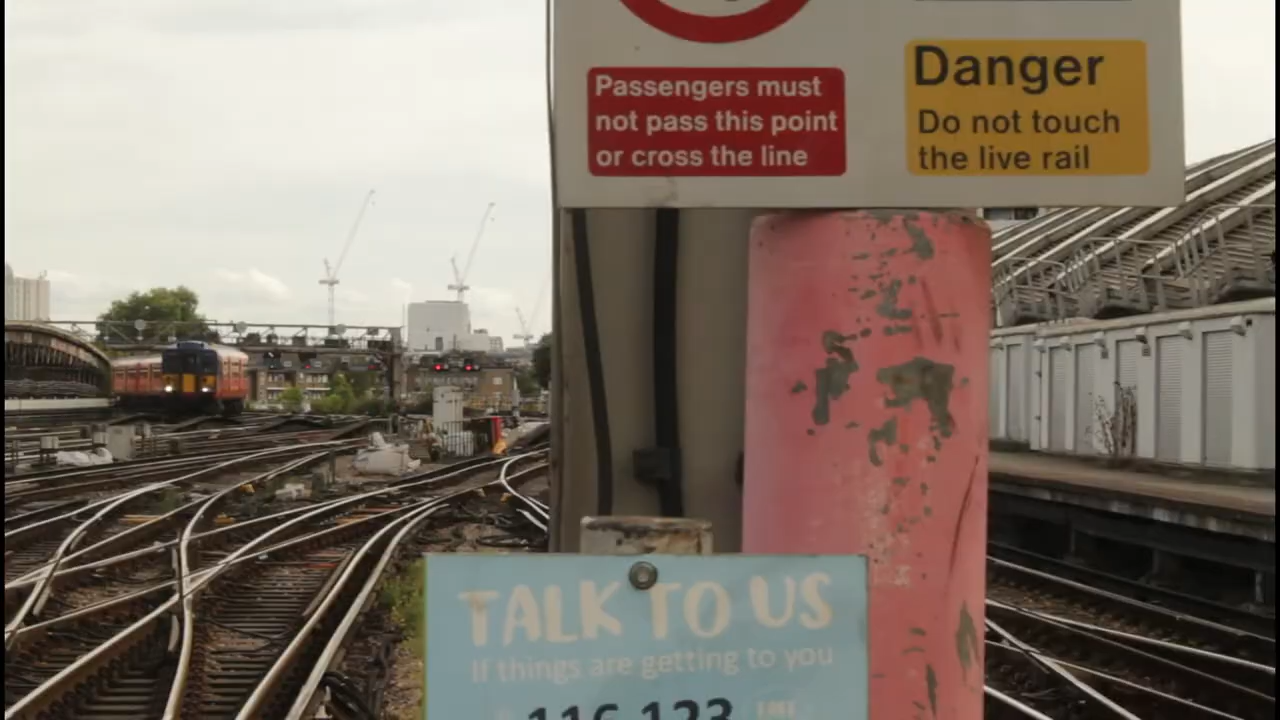 Passengers must
not pass this point
or cross the line
Danger
Do not touch
the live rail
TALK TO US
If things are getting to you
116 123 FREE